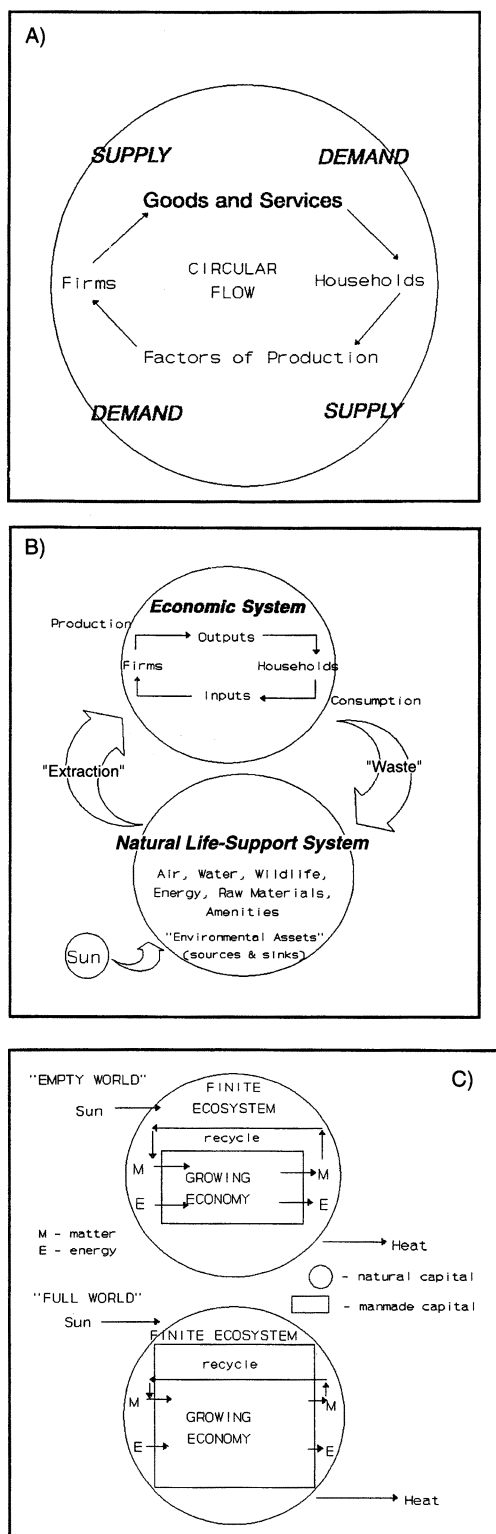 A)
SUPPLY DEMAND
Goods and Services
Firms CIRCULAR FLOW Households
Factors of Production
DEMAND SUPPLY
B)
Economic System
Production
Outputs
Firms Households
Inputs
Consumption
"Extraction" "Waste"
Natural Life-Support System
Air, Water, Wildlife,
Energy, Raw Materials,
Amenities
"Environmental Assets"
(sources & sinks)
Sun
C)
"EMPTY WORLD"
FINITE
ECOSYSTEM
Sun
recycle
M GROWING M
E ECONOMY E
M - matter
E - energy
Heat
- natural capital
- manmade capital
"FULL WORLD"
Sun
FINITE ECOSYSTEM
recycle
M M
GROWING
E ECONOMY E
Heat